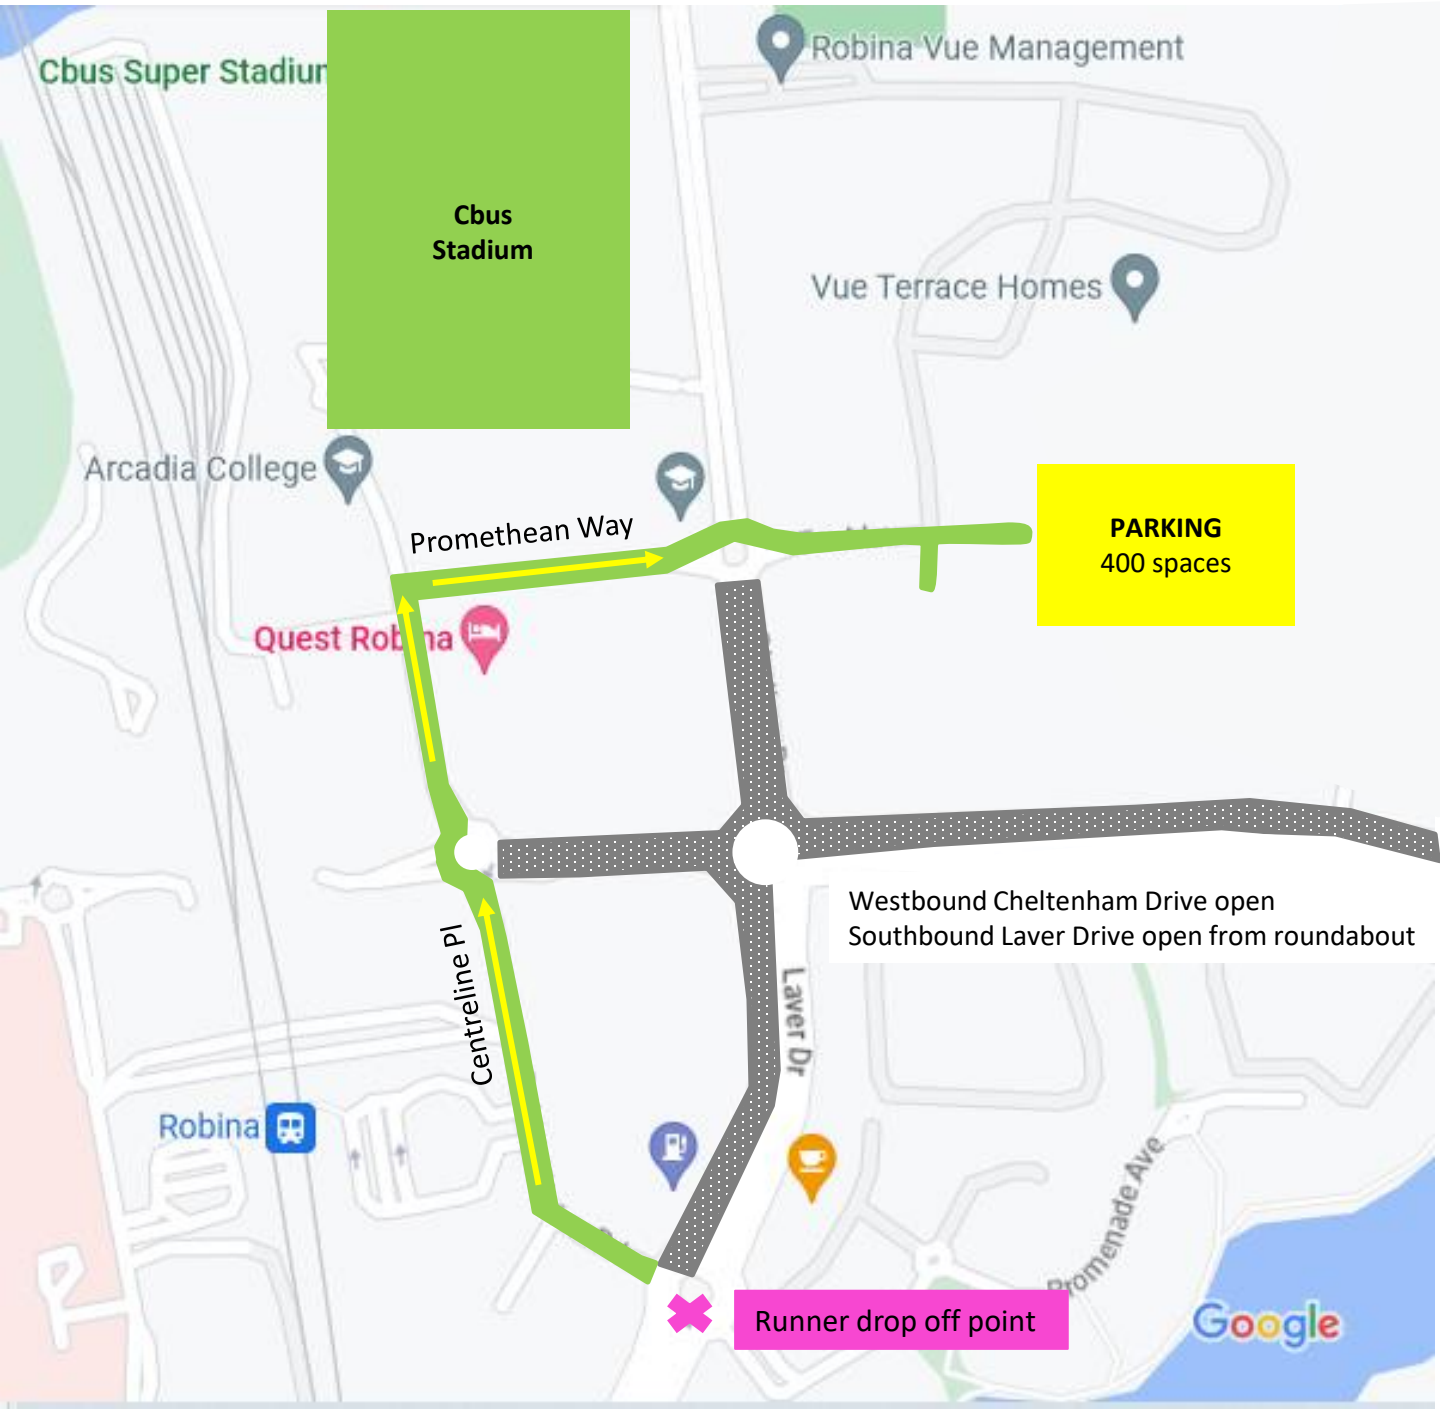 Robina Vue Management
Cbus Super Stadiur
Cbus
Stadium
Vue Terrace Homes
Arcadia College
Promethean Way
PARKING
400 spaces
Quest Robina
Westbound Cheltenham Drive open
Southbound Laver Drive open from roundabout
Centreline Pl
Laver Dr
Robina
Promenade Ave
Runner drop off point
Google